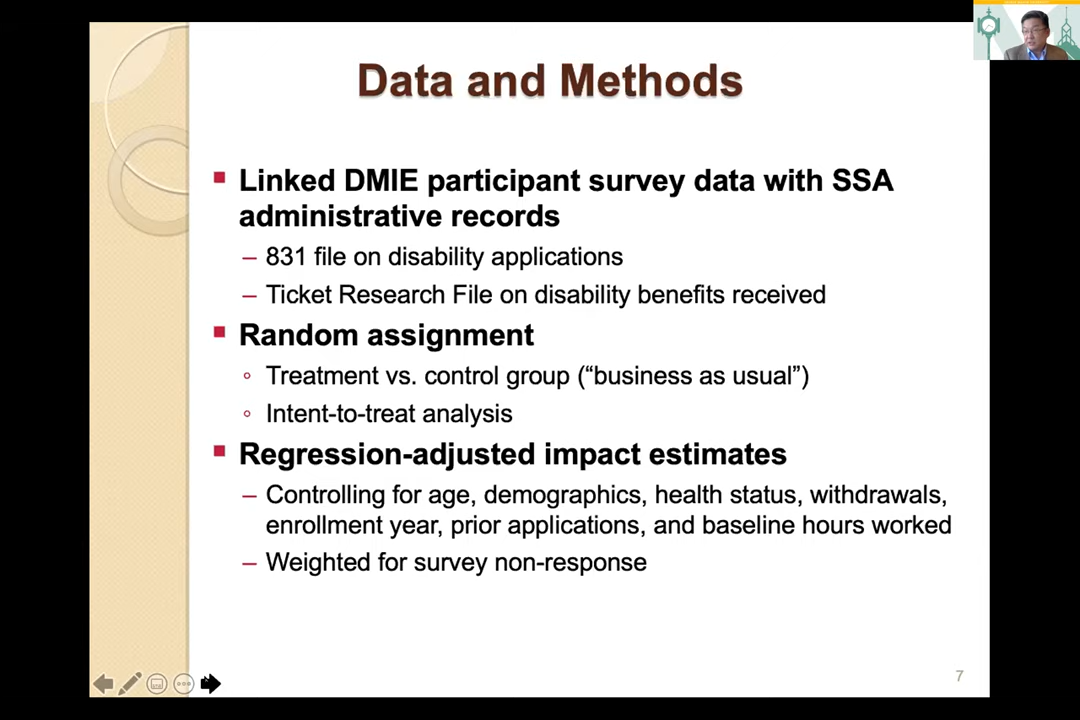 Data and Methods
Linked DMIE participant survey data with SSA
administrative records
– 831 file on disability applications
– Ticket Research File on disability benefits received
Random assignment
Treatment vs. control group (“business as usual”)
Intent-to-treat analysis
Regression-adjusted impact estimates
– Controlling for age, demographics, health status, withdrawals,
enrollment year, prior applications, and baseline hours worked
– Weighted for survey non-response
7